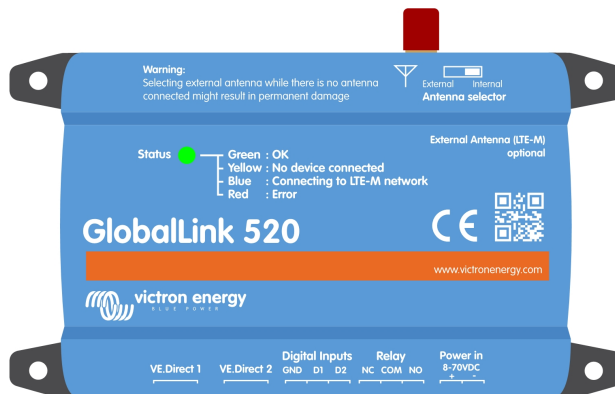 Warning:
Selecting external antenna while there is no antenna
connected might result in permanent damage
External Internal
Antenna selector
External Antenna (LTE-M)
optional
Status
Green : OK
Yellow : No device connected
Blue : Connecting to LTE-M network
Red : Error
GlobalLink 520
CE
www.victronenergy.com
victron energy
BLUE POWER
VE.Direct 1
VE.Direct 2
Digital Inputs
GND D1 D2
Relay
NC COM NO
Power in
8-70VDC
+ -